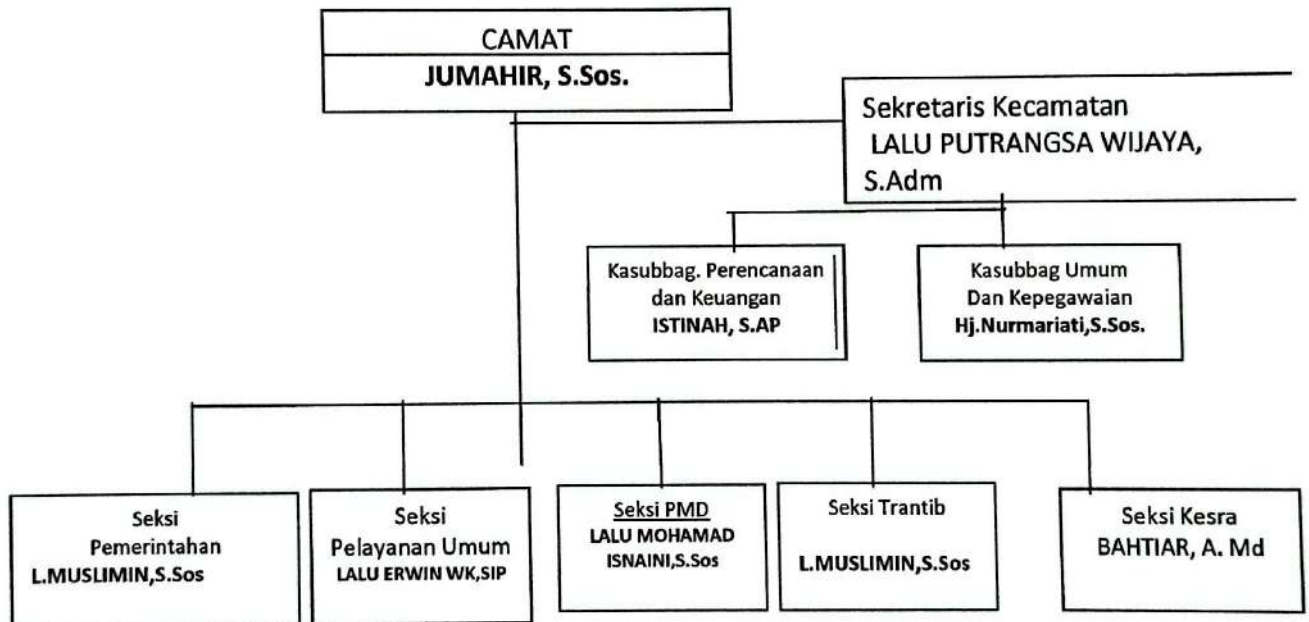 CAMAT
JUMAHIR, S.Sos.
Sekretaris Kecamatan
LALU PUTRANGSA WIJAYA,
S.Adm
Kasubbag. Perencanaan
dan Keuangan
ISTINAH, S.AP
Kasubbag Umum
Dan Kepegawaian
Hj.Nurmariati,S.Sos.
Seksi
Pemerintahan
L.MUSLIMIN,S.Sos
Seksi
Pelayanan Umum
LALU ERWIN WK,SIP
Seksi PMD
LALU MOHAMAD
ISNAINI,S.Sos
Seksi Trantib
L.MUSLIMIN,S.Sos
Seksi Kesra
BAHTIAR, A. Md